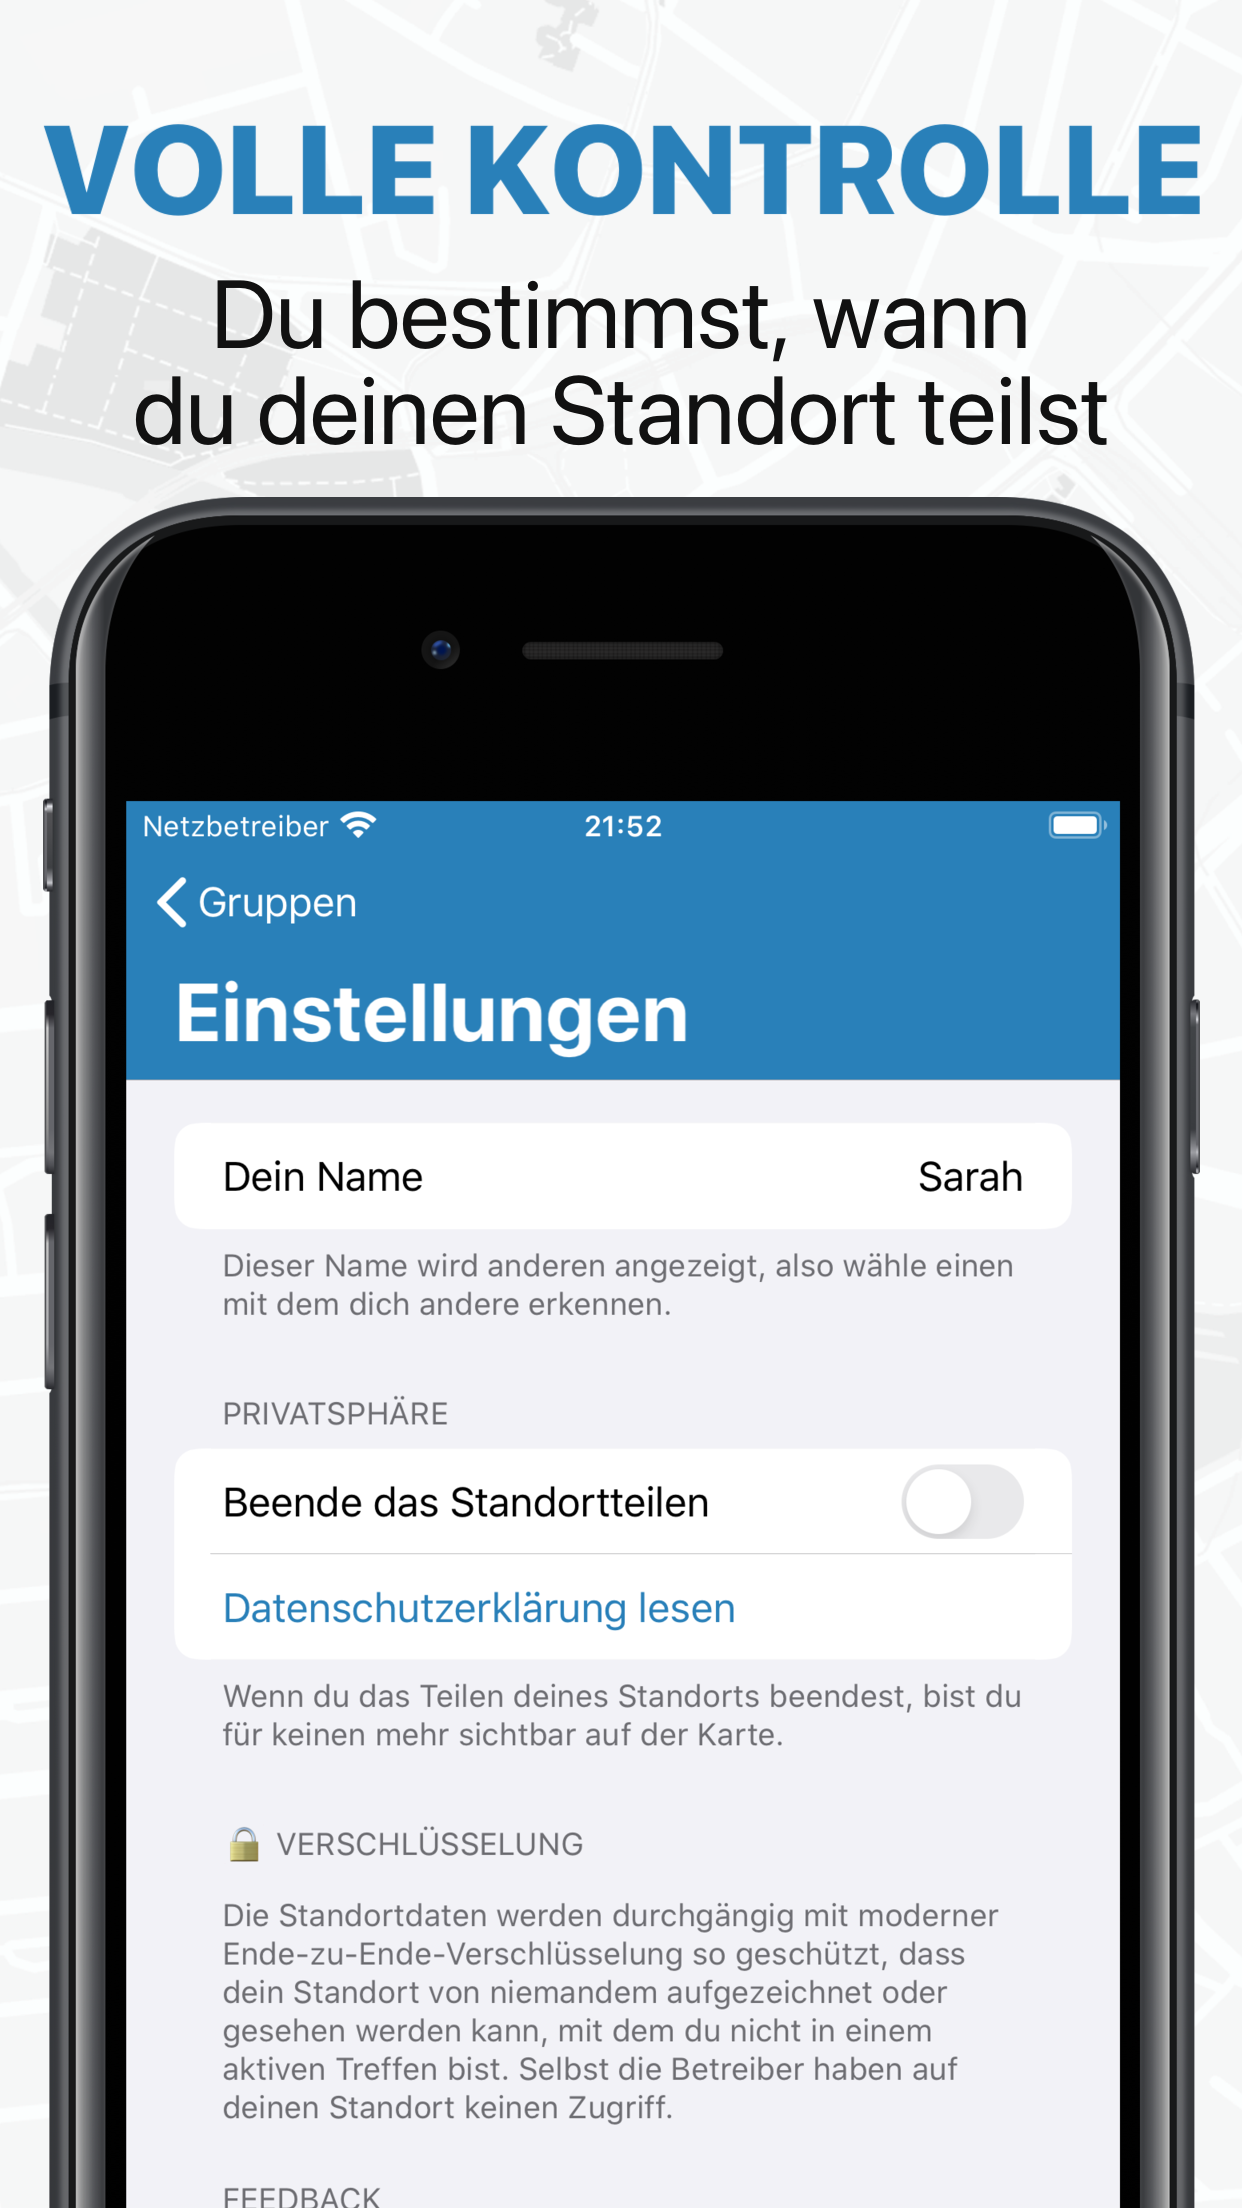 VOLLE KONTROLLE
Du bestimmst, wann
du deinen Standort teilst
Netzbetreiber 21:52
Gruppen
Einstellungen
Dein Name Sarah
Dieser Name wird anderen angezeigt, also wähle einen
mit dem dich andere erkennen.
PRIVATSPHÄRE
Beende das Standortteilen
Datenschutzerklärung lesen
Wenn du das Teilen deines Standorts beendest, bist du
für keinen mehr sichtbar auf der Karte.
VERSCHLÜSSELUNG
Die Standortdaten werden durchgängig mit moderner
Ende-zu-Ende-Verschlüsselung so geschützt, dass
dein Standort von niemandem aufgezeichnet oder
gesehen werden kann, mit dem du nicht in einem
aktiven Treffen bist. Selbst die Betreiber haben auf
deinen Standort keinen Zugriff.
FEEDBACK